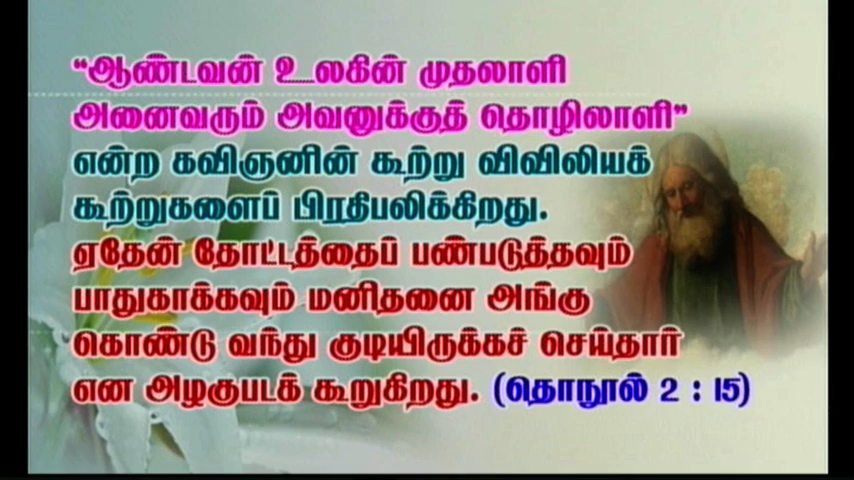 “ஆண்டவன் உலகின் முதலாளி
அனைவரும் அவனுக்குத் தொழிலாளி”
என்ற கவிஞனின் கூற்று விவிலியக்
கூற்றுகளைப் பிரதிபலிக்கிறது.
ஏதேன் தோட்டத்தைப் பண்படுத்தவும்
பாதுகாக்கவும் மனிதனை அங்கு
கொண்டு வந்து குடியிருக்கச் செய்தார்
என அழகுபடக் கூறுகிறது. (தொநூல் 2 : 15)